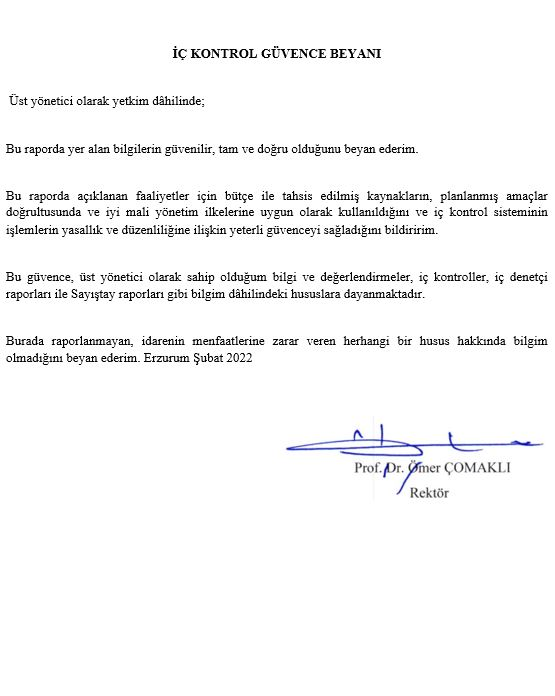 İÇ KONTROL GÜVENCE BEYANI
Üst yönetici olarak yetkim dâhilinde;
Bu raporda yer alan bilgilerin güvenilir, tam ve doğru olduğunu beyan ederim.
Bu raporda açıklanan faaliyetler için bütçe ile tahsis edilmiş kaynakların, planlanmış amaçlar
doğrultusunda ve iyi mali yönetim ilkelerine uygun olarak kullanıldığını ve iç kontrol sisteminin
işlemlerin yasallık ve düzenliliğine ilişkin yeterli güvenceyi sağladığını bildiririm.
Bu güvence, üst yönetici olarak sahip olduğum bilgi ve değerlendirmeler, iç kontroller, iç denetçi
raporları ile Sayıştay raporları gibi bilgim dâhilindeki hususlara dayanmaktadır.
Burada raporlanmayan, idarenin menfaatlerine zarar veren herhangi bir husus hakkında bilgim
olmadığını beyan ederim. Erzurum Şubat 2022
Prof. Dr. Ömer ÇOMAKLI
Rektör